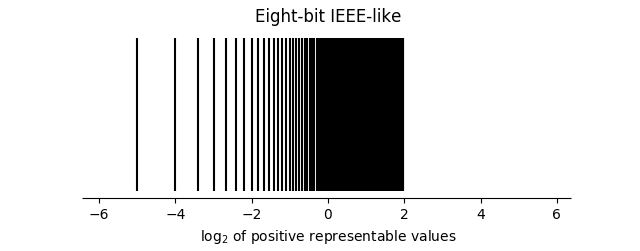 Eight-bit IEEE-like
−6 −4 −2 0 2 4 6
log₂ of positive representable values